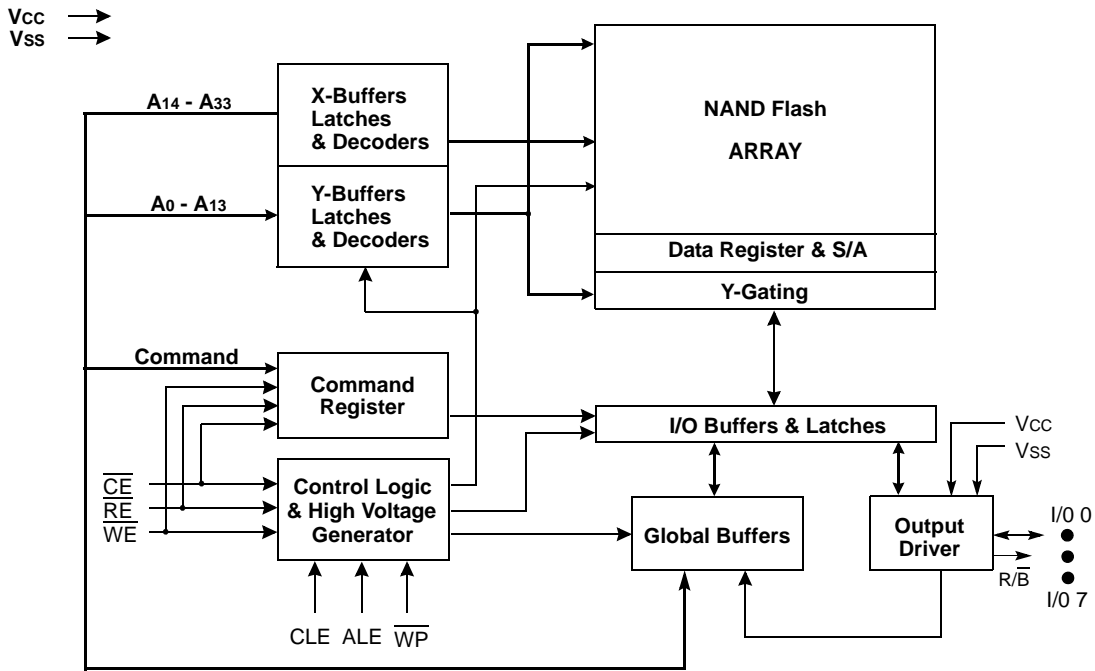 VCC
VSS
A14 - A33
X-Buffers
Latches
& Decoders
NAND Flash
ARRAY
A0 - A13
Y-Buffers
Latches
& Decoders
Data Register & S/A
Y-Gating
Command
Command
Register
I/O Buffers & Latches
VCC
VSS
CE
RE
WE
Control Logic
& High Voltage
Generator
Global Buffers
Output
Driver
I/0 0
R/B
I/0 7
CLE
ALE
WP